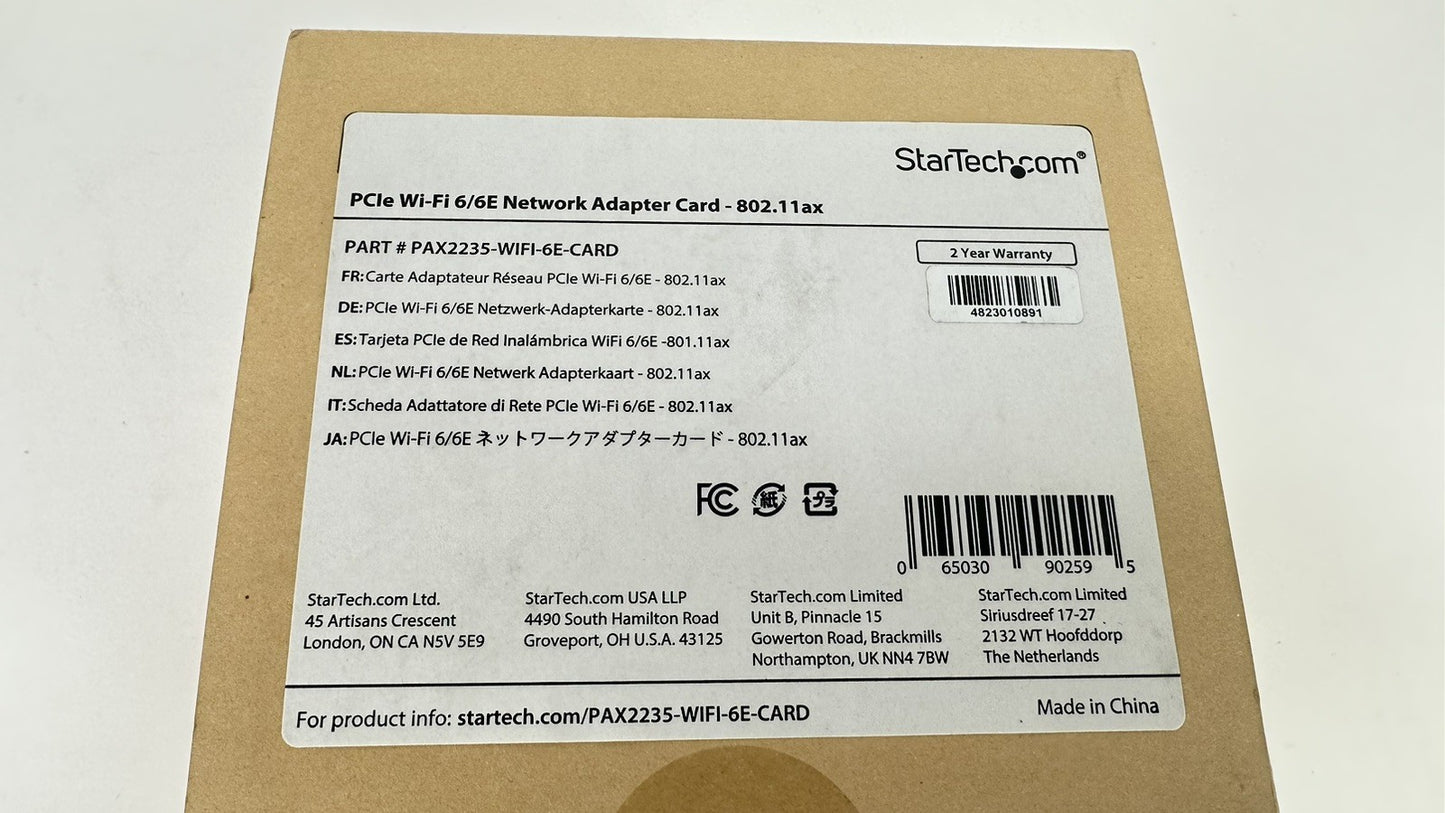 StarTech.com®
PCIe Wi-Fi 6/6E Network Adapter Card - 802.11ax
PART # PAX2235-WIFI-6E-CARD
2 Year Warranty
4823010891
FR:Carte Adaptateur Réseau PCIe Wi-Fi 6/6E - 802.11ax
DE:PCIe Wi-Fi 6/6E Netzwerk-Adapterkarte - 802.11ax
ES:Tarjeta PCIe de Red Inalámbrica WiFi 6/6E -801.11ax
NL:PCIe Wi-Fi 6/6E Netwerk Adapterkaart - 802.11ax
IT:Scheda Adattatore di Rete PCIe Wi-Fi 6/6E - 802.11ax
JA:PCIe Wi-Fi 6/6E ネットワークアダプターカード - 802.11ax
FC 紙 プラ
0 65030 90259 5
StarTech.com Ltd.
45 Artisans Crescent
London, ON CA N5V 5E9
StarTech.com USA LLP
4490 South Hamilton Road
Groveport, OH U.S.A. 43125
StarTech.com Limited
Unit B, Pinnacle 15
Gowerton Road, Brackmills
Northampton, UK NN4 7BW
StarTech.com Limited
Siriusdreef 17-27
2132 WT Hoofddorp
The Netherlands
For product info: startech.com/PAX2235-WIFI-6E-CARD
Made in China